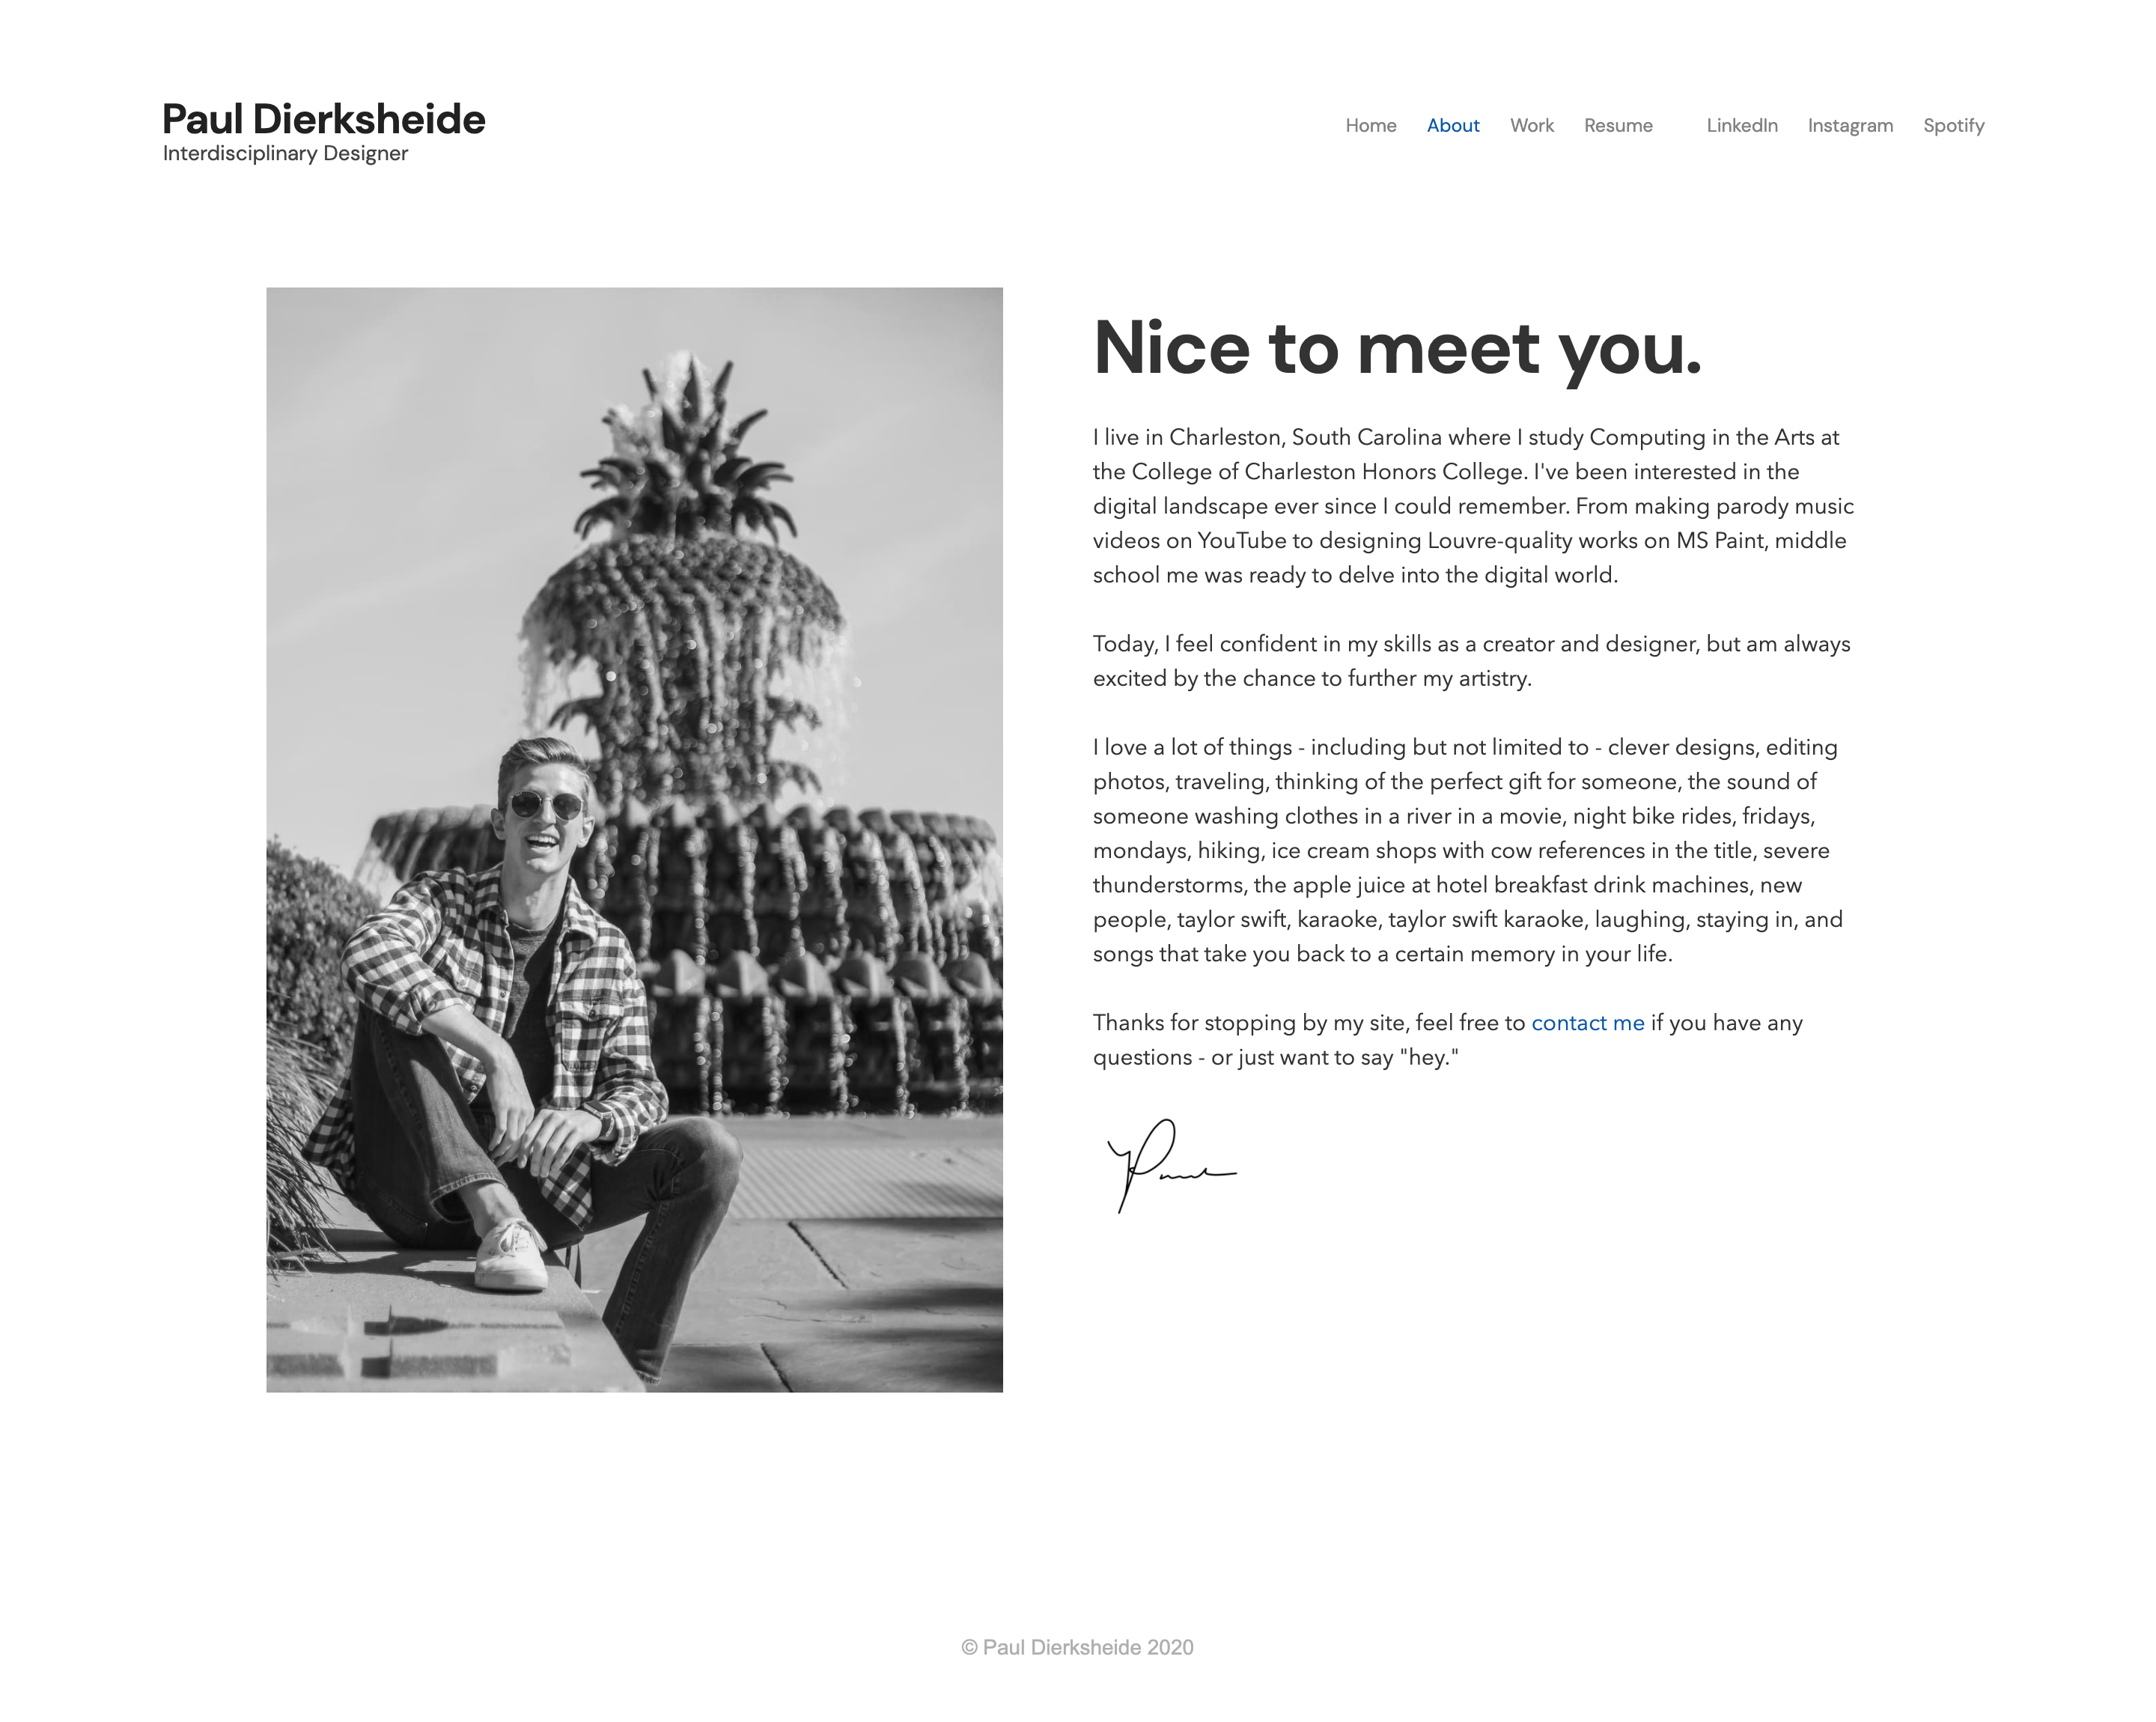 Paul Dierksheide
Interdisciplinary Designer
Home About Work Resume LinkedIn Instagram Spotify
Nice to meet you.
I live in Charleston, South Carolina where I study Computing in the Arts at
the College of Charleston Honors College. I've been interested in the
digital landscape ever since I could remember. From making parody music
videos on YouTube to designing Louvre-quality works on MS Paint, middle
school me was ready to delve into the digital world.
Today, I feel confident in my skills as a creator and designer, but am always
excited by the chance to further my artistry.
I love a lot of things - including but not limited to - clever designs, editing
photos, traveling, thinking of the perfect gift for someone, the sound of
someone washing clothes in a river in a movie, night bike rides, fridays,
mondays, hiking, ice cream shops with cow references in the title, severe
thunderstorms, the apple juice at hotel breakfast drink machines, new
people, taylor swift, karaoke, taylor swift karaoke, laughing, staying in, and
songs that take you back to a certain memory in your life.
Thanks for stopping by my site, feel free to contact me if you have any
questions - or just want to say "hey."
Paul
© Paul Dierksheide 2020